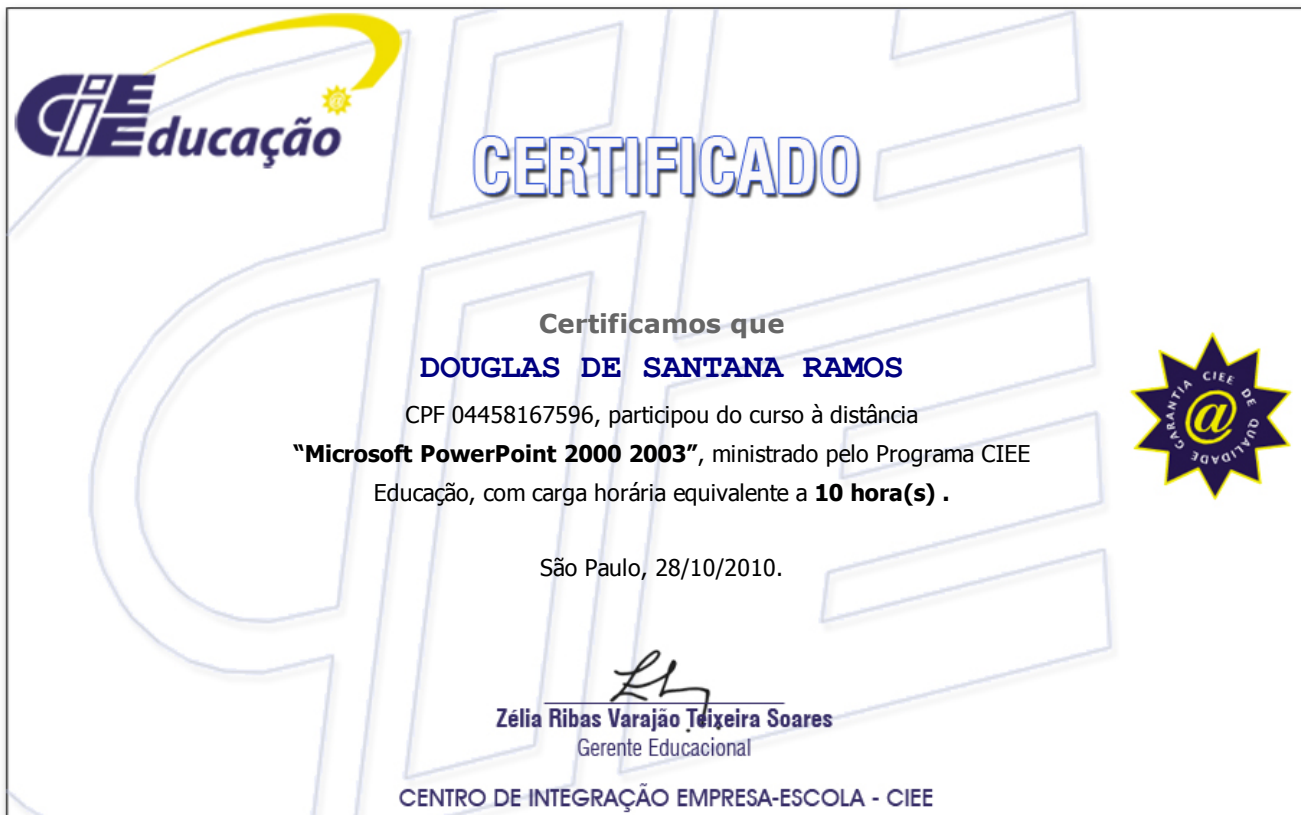 CIEE Educação
CERTIFICADO
Certificamos que
DOUGLAS DE SANTANA RAMOS
CPF 04458167596, participou do curso à distância
“Microsoft PowerPoint 2000 2003”, ministrado pelo Programa CIEE
Educação, com carga horária equivalente a 10 hora(s) .
GARANTIA CIEE DE QUALIDADE
@
São Paulo, 28/10/2010.
Zélia Ribas Varajão Teixeira Soares
Gerente Educacional
CENTRO DE INTEGRAÇÃO EMPRESA-ESCOLA - CIEE